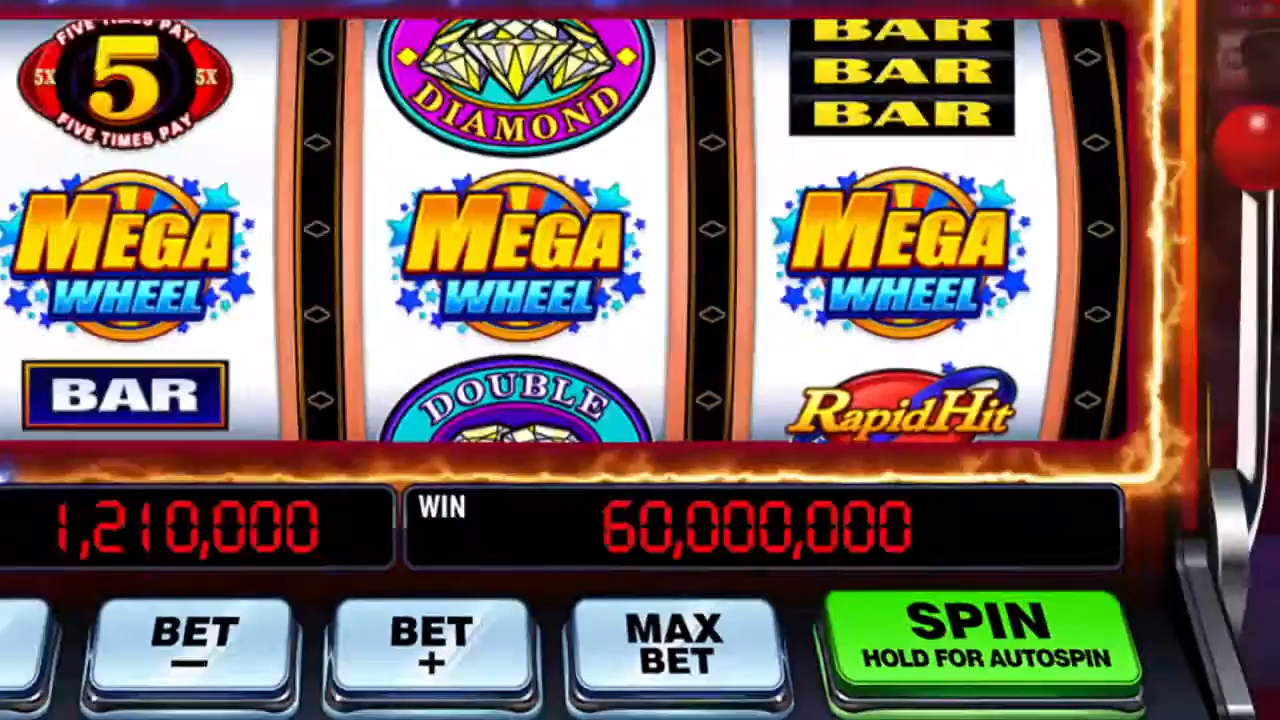 FIVE TIMES PAY
5X 5 5X
FIVE TIMES PAY
DIAMOND
BAR
BAR
BAR
MEGA
WHEEL
MEGA
WHEEL
MEGA
WHEEL
BAR
DOUBLE
RapidHit
1,210,000
WIN
60,000,000
BET
–
BET
+
MAX
BET
SPIN
HOLD FOR AUTOSPIN